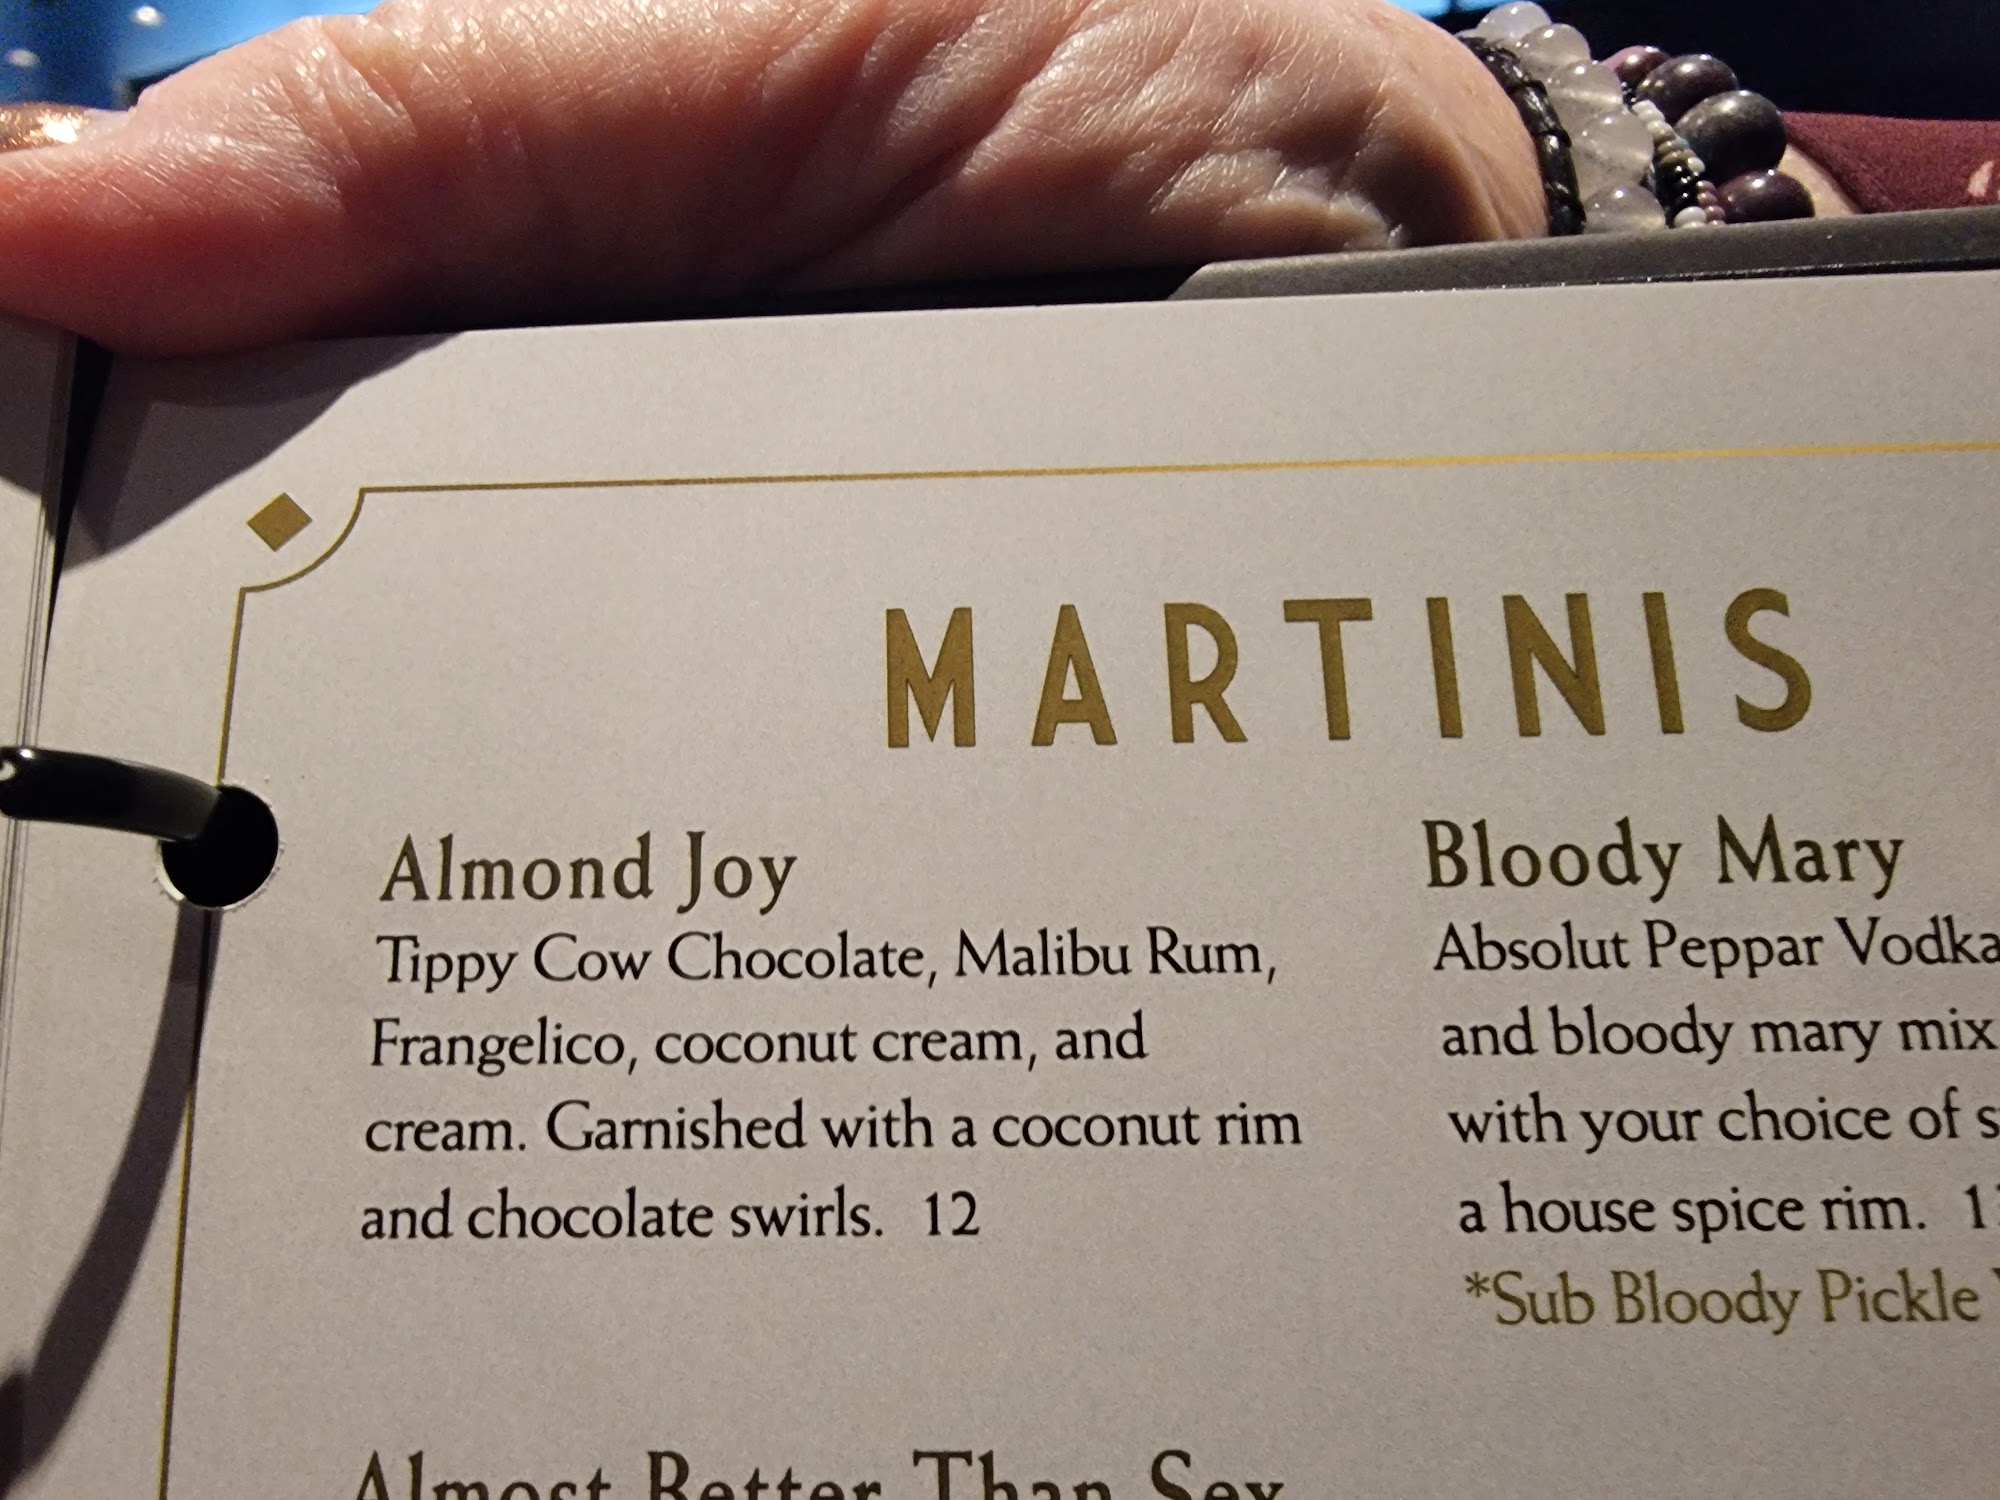 MARTINIS
Almond Joy
Tippy Cow Chocolate, Malibu Rum,
Frangelico, coconut cream, and
cream. Garnished with a coconut rim
and chocolate swirls. 12
Bloody Mary
Absolut Peppar Vodka
and bloody mary mix
with your choice of
a house spice rim.
*Sub Bloody Pickle
Almost Better Than Sex